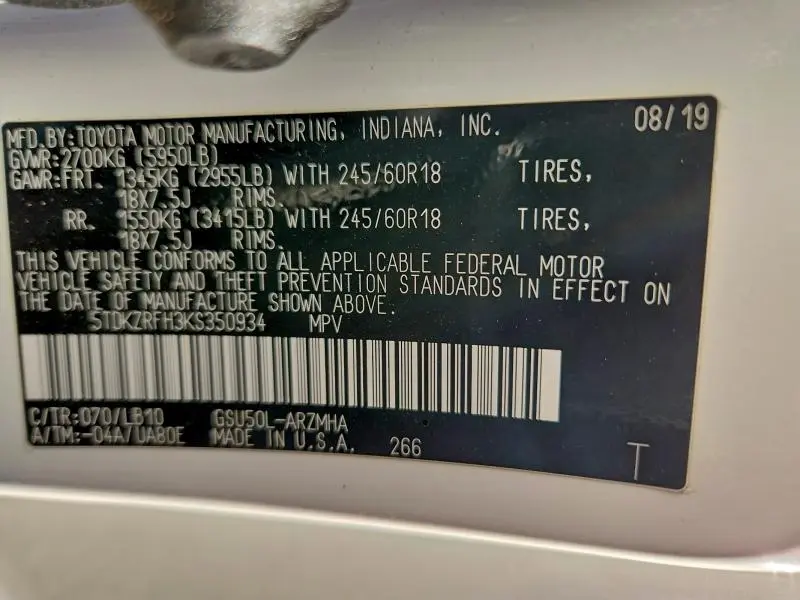 MFD.BY:TOYOTA MOTOR MANUFACTURING, INDIANA, INC. 08/19
GVWR:2700KG (5950LB)
GAWR:FRT. 1345KG (2955LB) WITH 245/60R18 TIRES,
18X7.5J RIMS.
RR. 1550KG (3415LB) WITH 245/60R18 TIRES,
18X7.5J RIMS.
THIS VEHICLE CONFORMS TO ALL APPLICABLE FEDERAL MOTOR
VEHICLE SAFETY AND THEFT PREVENTION STANDARDS IN EFFECT ON
THE DATE OF MANUFACTURE SHOWN ABOVE.
5TDKZRFH3KS350934 MPV
C/TR:070/LB10 GSU50L-ARZMHA
A/TM:-04A/UA80E MADE IN U.S.A. 266
T